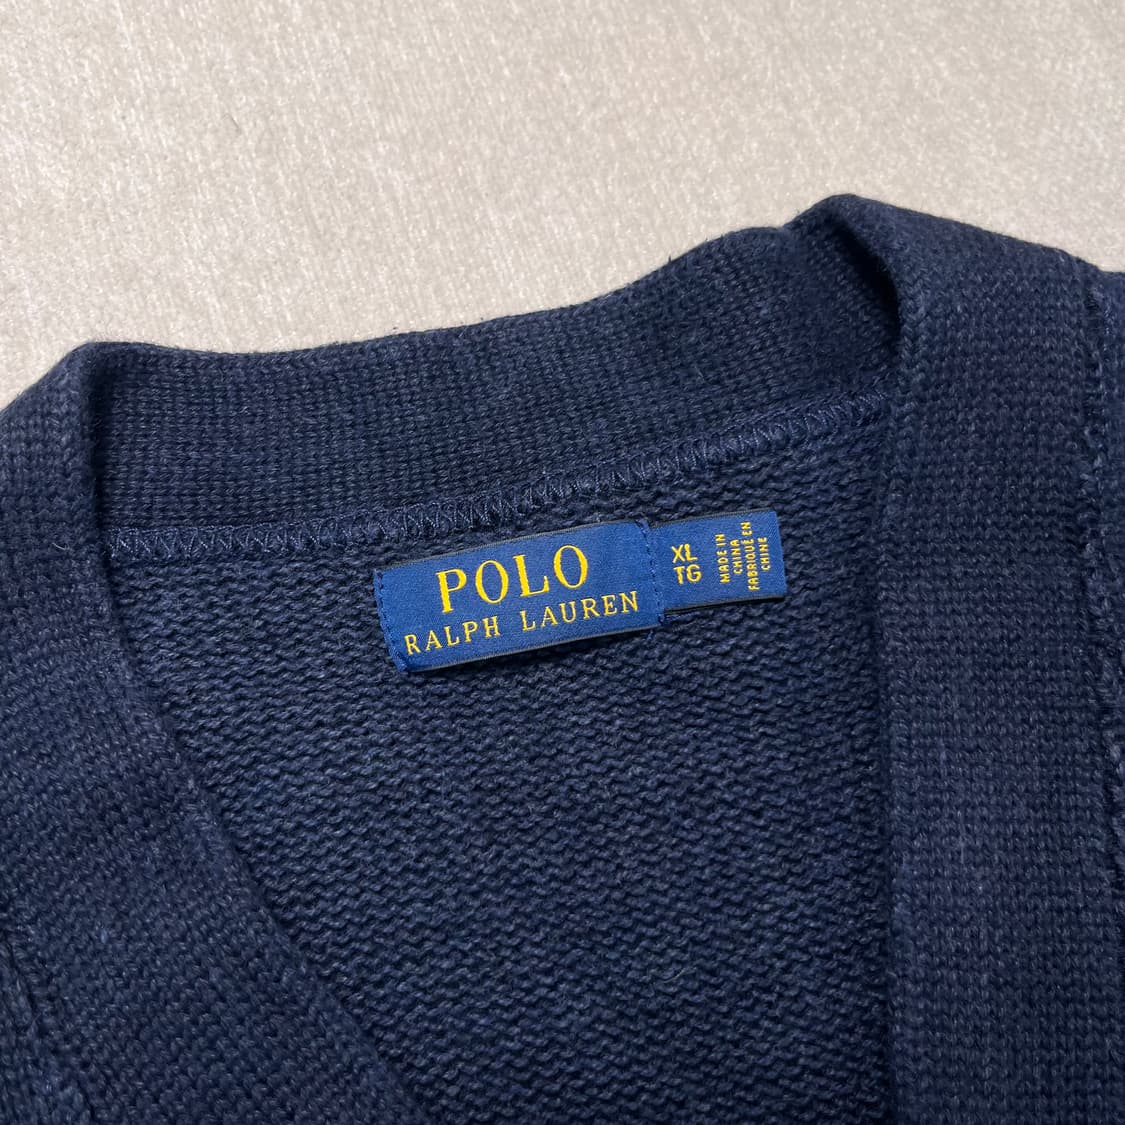 POLO
RALPH LAUREN
XL
TG
MADE IN
CHINA
FABRIQUÉ EN
CHINE